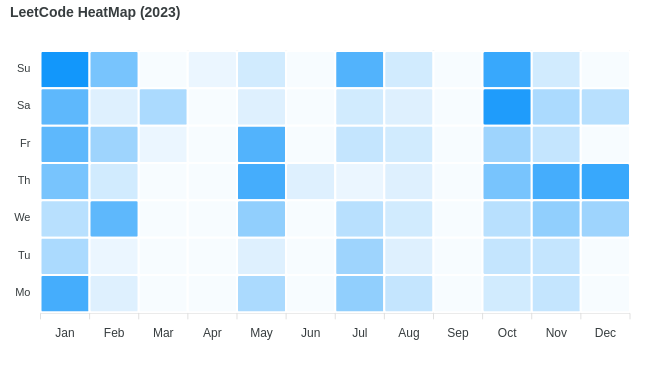 LeetCode HeatMap (2023)
Su
Sa
Fr
Th
We
Tu
Mo
Jan Feb Mar Apr May Jun Jul Aug Sep Oct Nov Dec